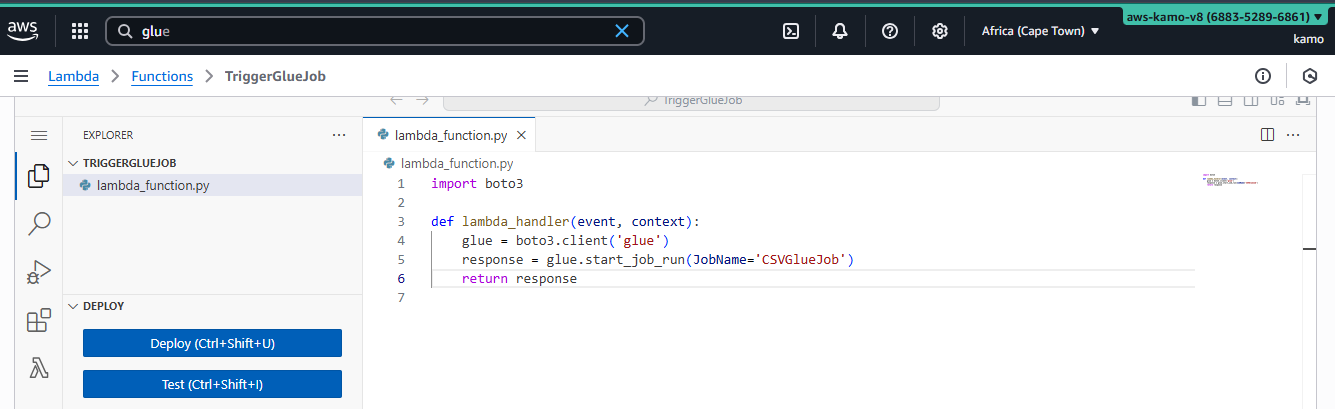 aws
glue
Africa (Cape Town)
aws-kamo-v8 (6883-5289-6861)
kamo
Lambda > Functions > TriggerGlueJob
TriggerGlueJob
EXPLORER
TRIGGERGLUEJOB
lambda_function.py
DEPLOY
Deploy (Ctrl+Shift+U)
Test (Ctrl+Shift+I)
lambda_function.py
lambda_function.py
1 import boto3
2
3 def lambda_handler(event, context):
4 glue = boto3.client('glue')
5 response = glue.start_job_run(JobName='CSVGlueJob')
6 return response
7